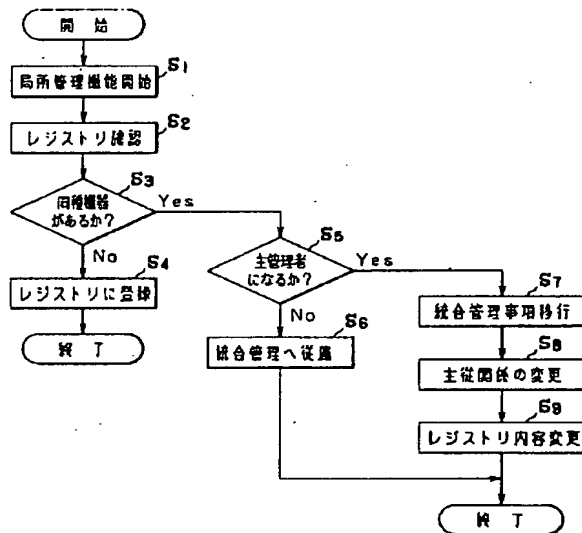 開 始
局所管理機能開始
S1
レジストリ確認
S2
同種機器
があるか?
S3
Yes
No
レジストリに登録
S4
終 了
主管理者
になるか?
S5
Yes
No
統合管理へ従属
S6
統合管理事項移行
S7
主従関係の変更
S8
レジストリ内容変更
S9
終 了